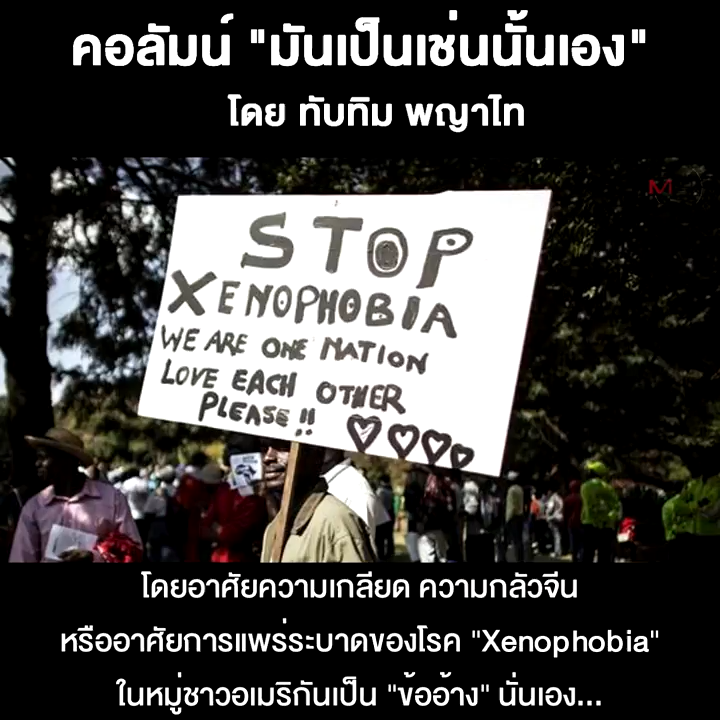 คอลัมน์ "มันเป็นเช่นนั้นเอง"
โดย ทับทิม พญาไท
STOP
XENOPHOBIA
WE ARE ONE NATION
LOVE EACH OTHER
PLEASE!!
โดยอาศัยความเกลียด ความกลัวจีน
หรืออาศัยการแพร่ระบาดของโรค "Xenophobia"
ในหมู่ชาวอเมริกันเป็น "ข้ออ้าง" นั่นเอง...